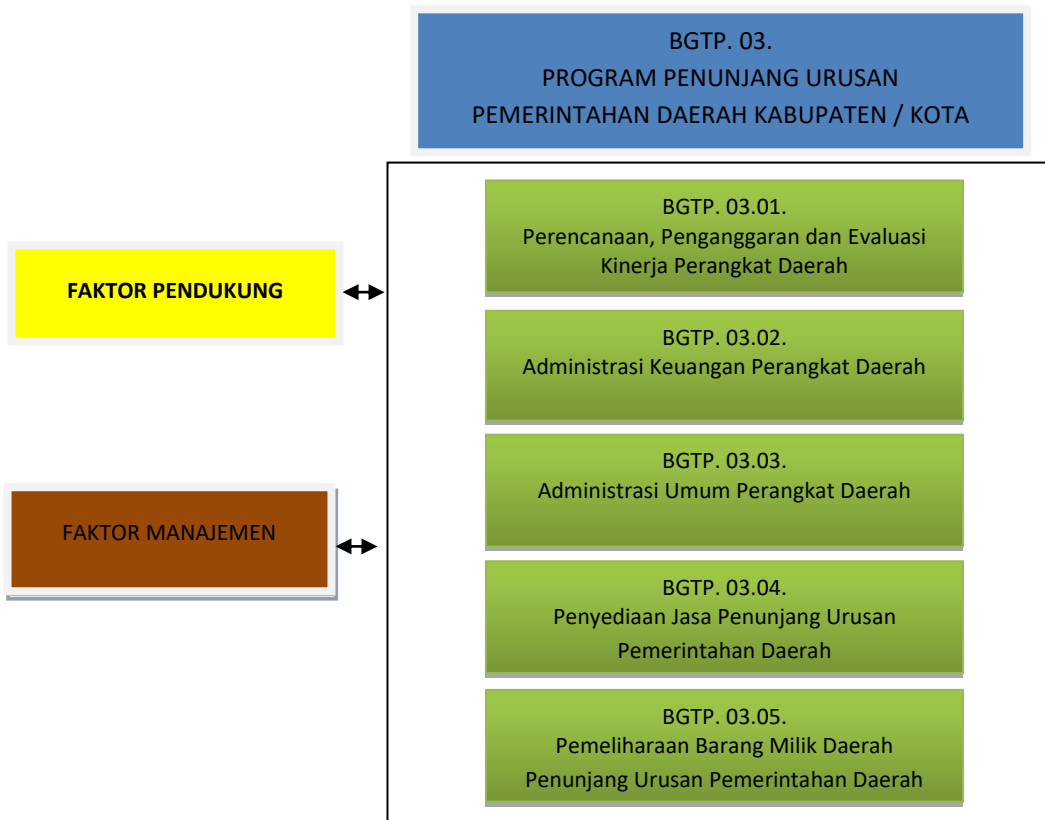 BGTP. 03.
PROGRAM PENUNJANG URUSAN
PEMERINTAHAN DAERAH KABUPATEN / KOTA
BGTP. 03.01.
Perencanaan, Penganggaran dan Evaluasi
Kinerja Perangkat Daerah
FAKTOR PENDUKUNG
BGTP. 03.02.
Administrasi Keuangan Perangkat Daerah
BGTP. 03.03.
Administrasi Umum Perangkat Daerah
FAKTOR MANAJEMEN
BGTP. 03.04.
Penyediaan Jasa Penunjang Urusan
Pemerintahan Daerah
BGTP. 03.05.
Pemeliharaan Barang Milik Daerah
Penunjang Urusan Pemerintahan Daerah